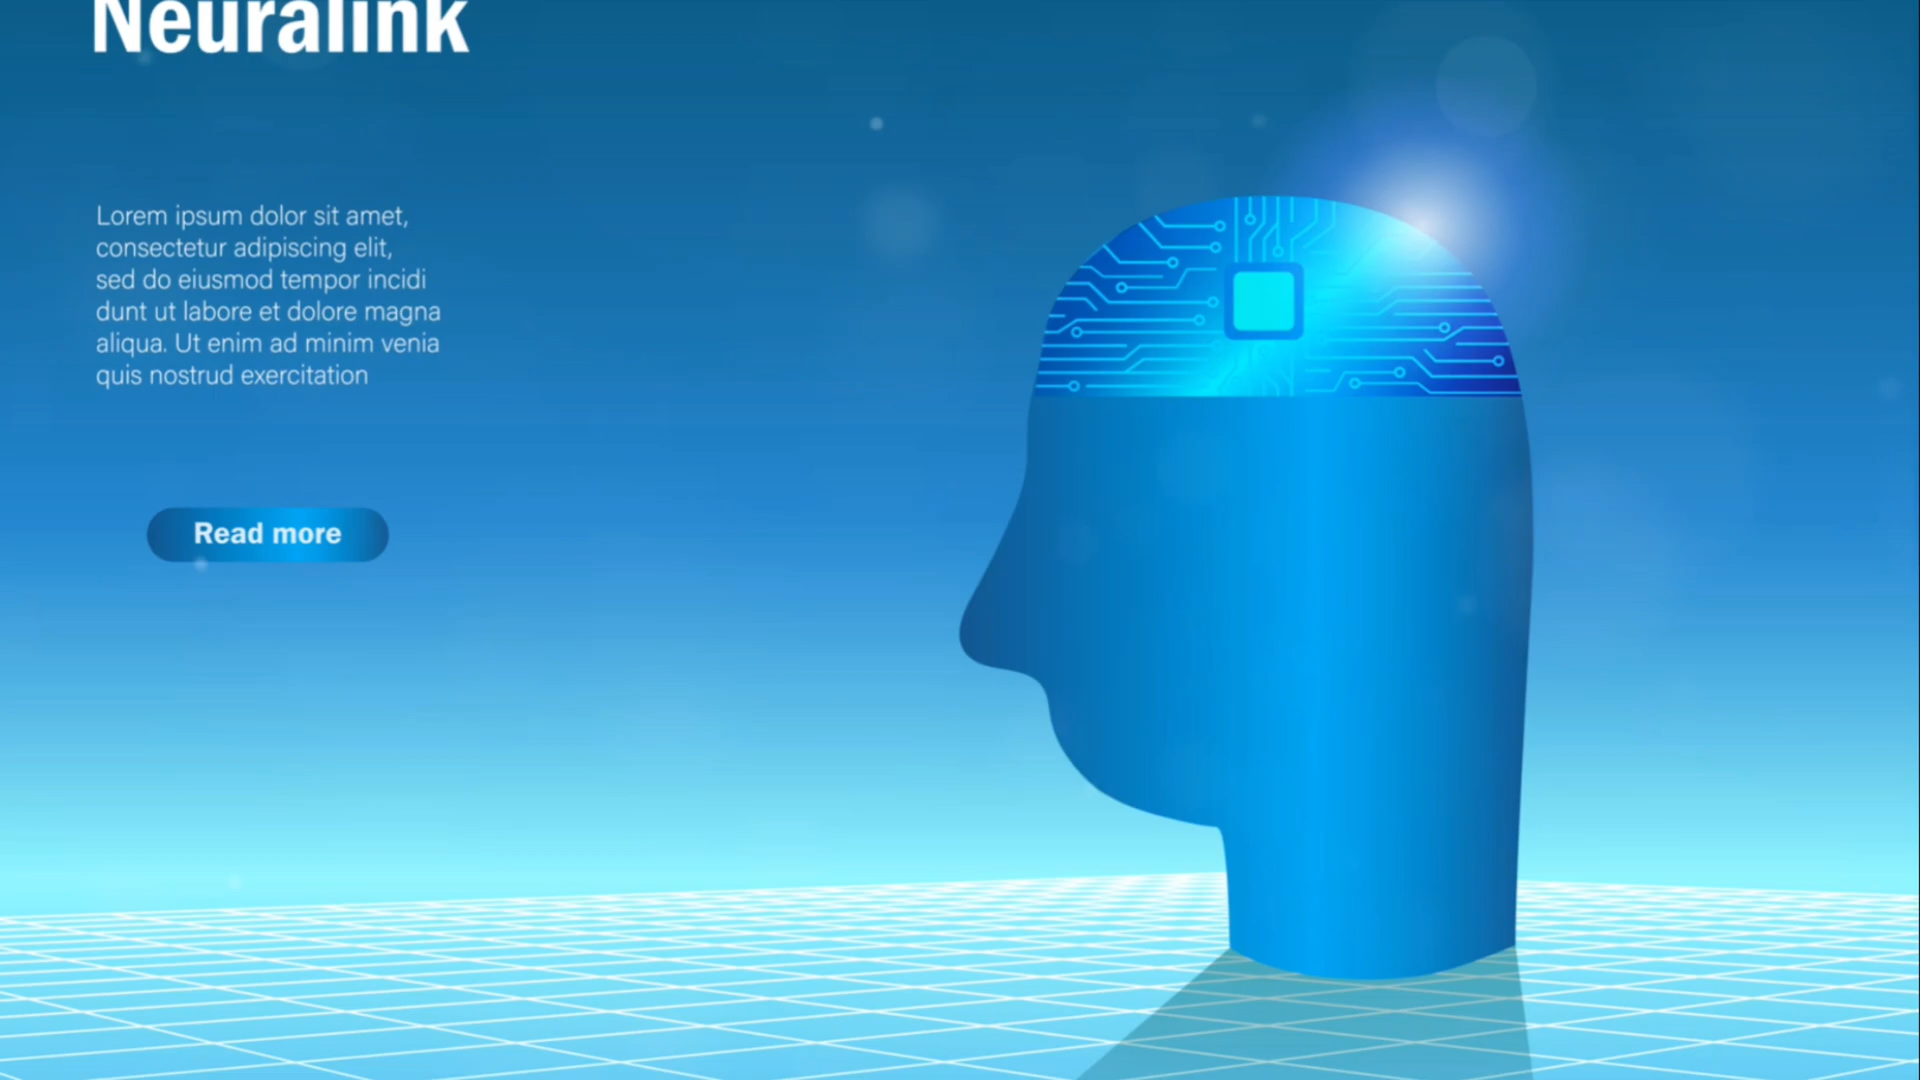 Neuralink
Lorem ipsum dolor sit amet,
consectetur adipiscing elit,
sed do eiusmod tempor incidi
dunt ut labore et dolore magna
aliqua. Ut enim ad minim venia
quis nostrud exercitation
Read more